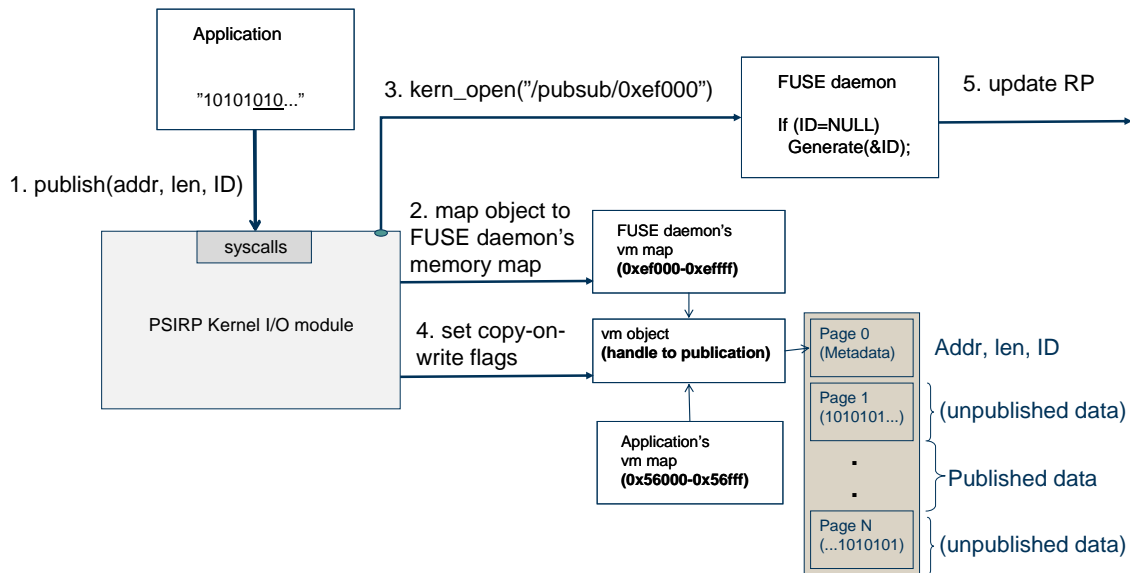 Application
"10101010..."
1. publish(addr, len, ID)
syscalls
PSIRP Kernel I/O module
3. kern_open("/pubsub/0xef000")
FUSE daemon
If (ID=NULL)
Generate(&ID);
5. update RP
2. map object to
FUSE daemon's
memory map
FUSE daemon's
vm map
(0xef000-0xeffff)
4. set copy-on-
write flags
vm object
(handle to publication)
Application's
vm map
(0x56000-0x56fff)
Page 0
(Metadata)
Addr, len, ID
Page 1
(1010101...)
(unpublished data)
.
.
Published data
Page N
(...1010101)
(unpublished data)